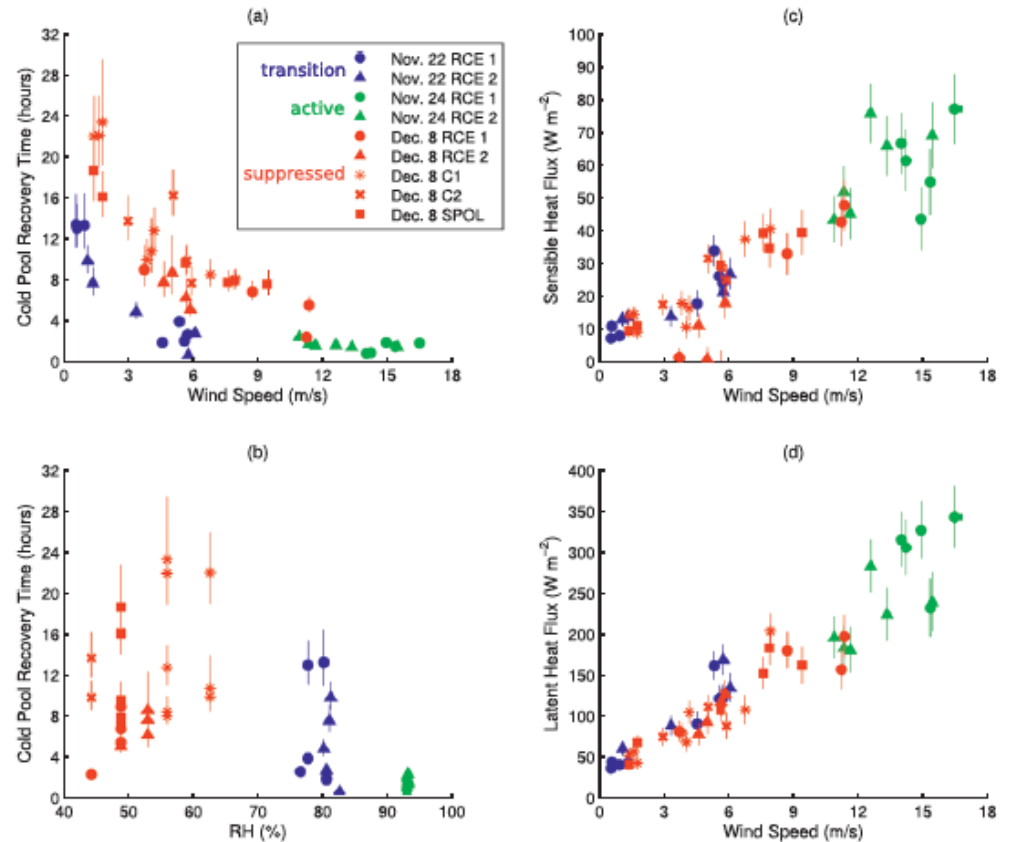 (a)
32
28
24
20
16
12
8
4
0
Cold Pool Recovery Time (hours)
0 3 6 9 12 15 18
Wind Speed (m/s)
transition
active
suppressed
Nov. 22 RCE 1
Nov. 22 RCE 2
Nov. 24 RCE 1
Nov. 24 RCE 2
Dec. 8 RCE 1
Dec. 8 RCE 2
Dec. 8 C1
Dec. 8 C2
Dec. 8 SPOL
(c)
100
90
80
70
60
50
40
30
20
10
0
Sensible Heat Flux (W m⁻²)
0 3 6 9 12 15 18
Wind Speed (m/s)
(b)
32
28
24
20
16
12
8
4
0
Cold Pool Recovery Time (hours)
40 50 60 70 80 90 100
RH (%)
(d)
400
350
300
250
200
150
100
50
0
Latent Heat Flux (W m⁻²)
0 3 6 9 12 15 18
Wind Speed (m/s)